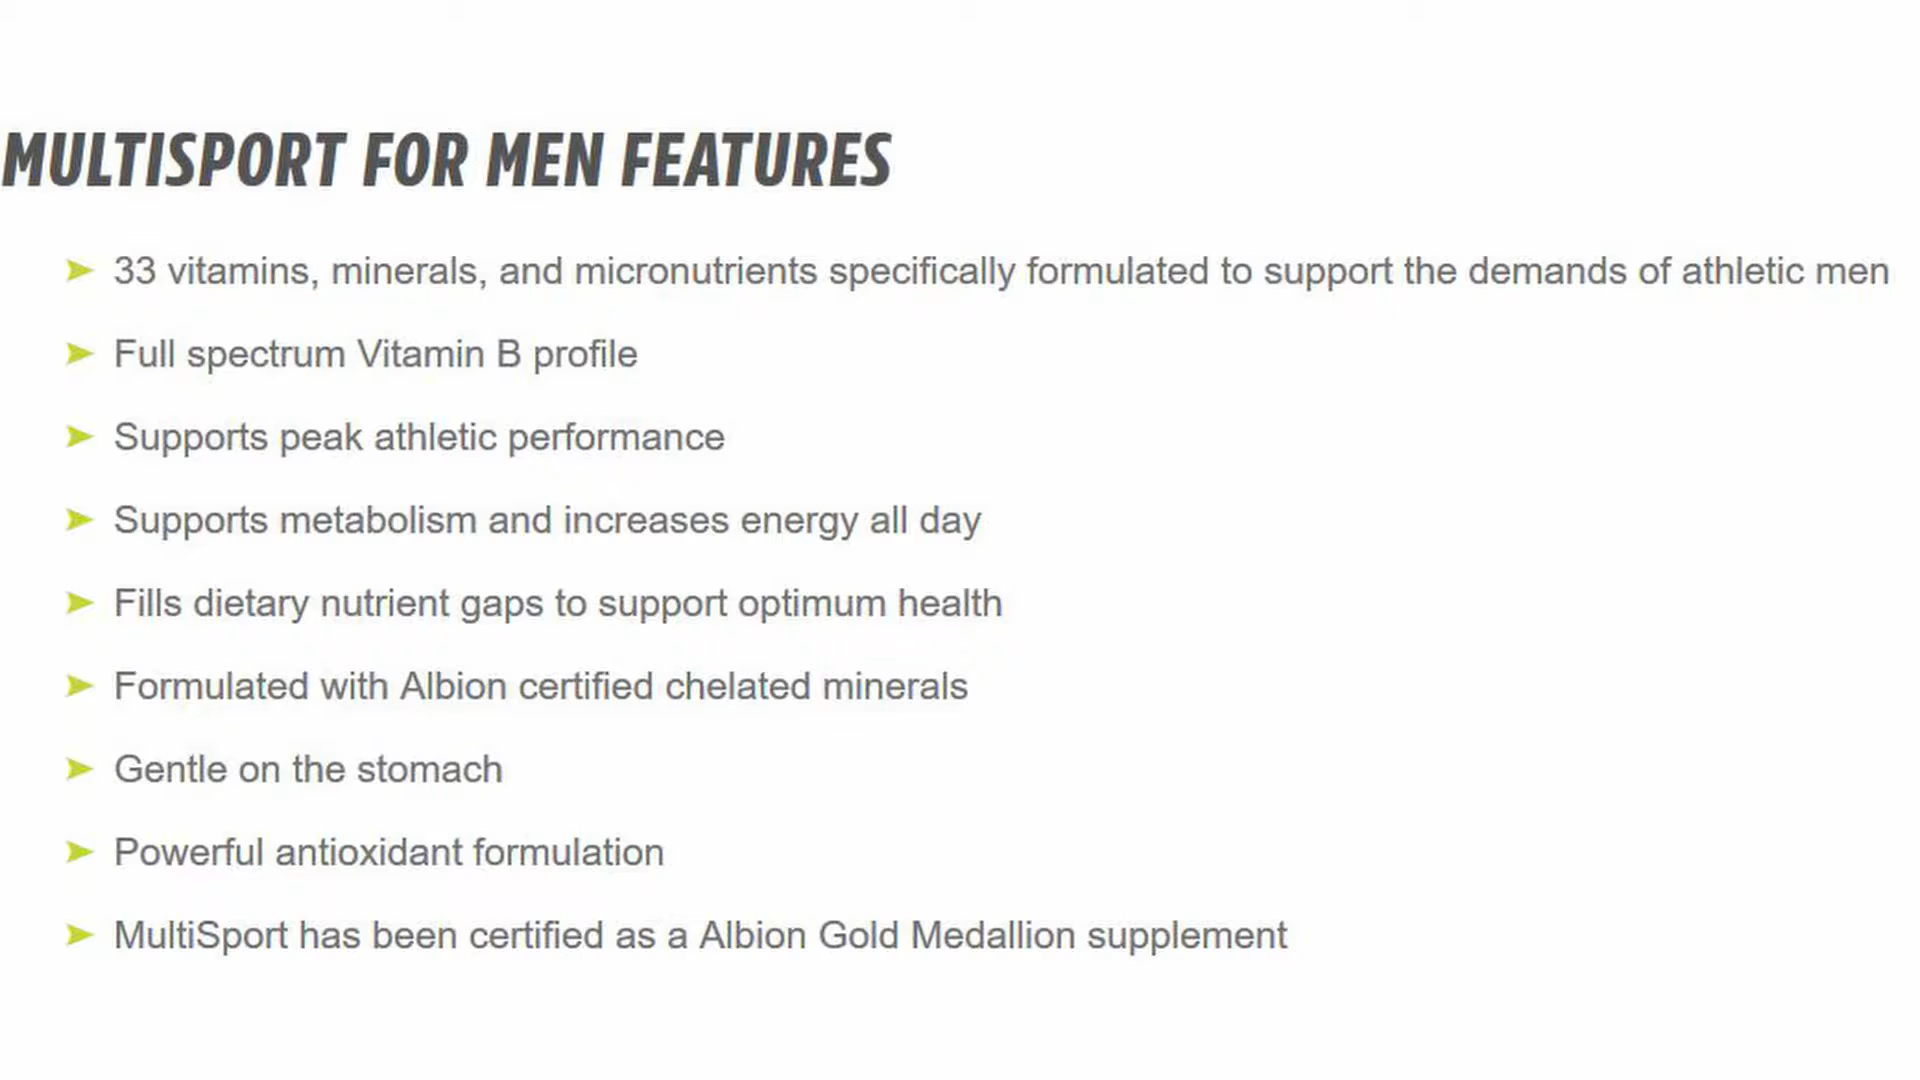 MULTISPORT FOR MEN FEATURES
33 vitamins, minerals, and micronutrients specifically formulated to support the demands of athletic men
Full spectrum Vitamin B profile
Supports peak athletic performance
Supports metabolism and increases energy all day
Fills dietary nutrient gaps to support optimum health
Formulated with Albion certified chelated minerals
Gentle on the stomach
Powerful antioxidant formulation
MultiSport has been certified as a Albion Gold Medallion supplement